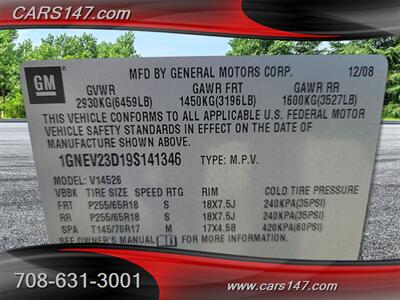 CARS147.com
GM
MFD BY GENERAL MOTORS CORP. 12/08
GVWR GAWR FRT GAWR RR
2930KG(6459LB) 1450KG(3196LB) 1600KG(3527LB)
THIS VEHICLE CONFORMS TO ALL APPLICABLE U.S. FEDERAL MOTOR
VEHICLE SAFETY AND THEFT PREVENTION STANDARDS IN EFFECT ON THE DATE OF
MANUFACTURE SHOWN ABOVE.
1GNEV23D19S141346 TYPE: M.P.V.
MODEL: V14526
VBBK TIRE SIZE SPEED RTG RIM COLD TIRE PRESSURE
FRT P255/65R18 S 18X7.5J 240KPA(35PSI)
RR P255/65R18 S 18X7.5J 240KPA(35PSI)
T145/70R17 M 17X4.5B 420KPA(60PSI)
SEE OWNER'S MANUAL FOR MORE INFORMATION.
708-631-3001
http://www.cars147.com